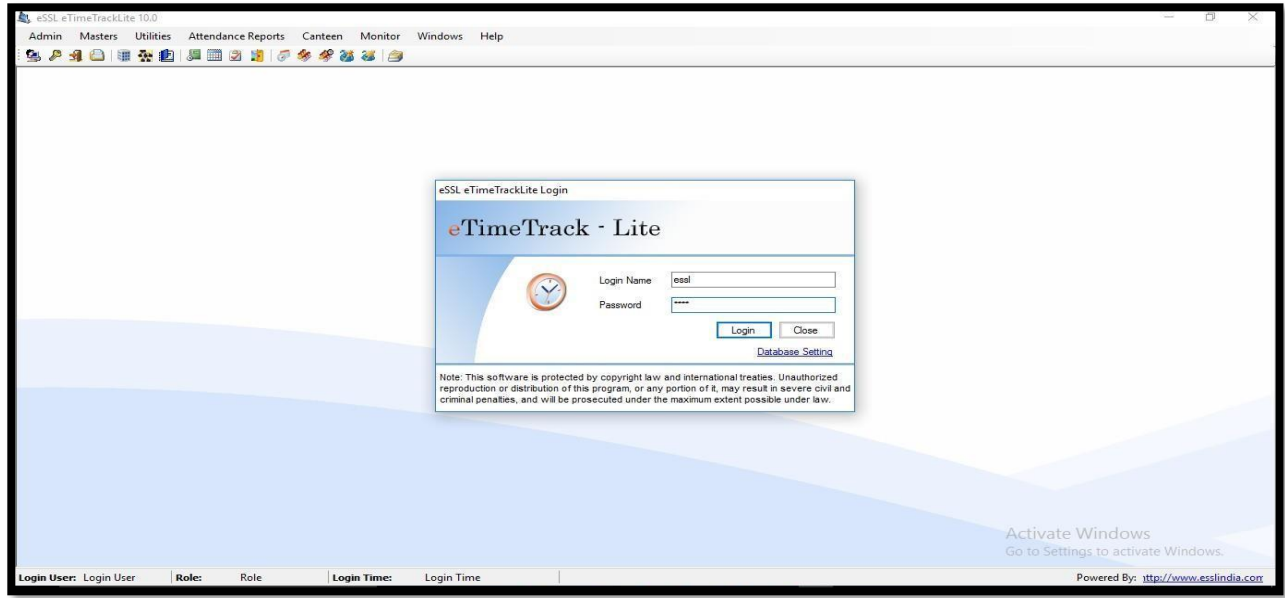 eSSL eTimeTrackLite 10.0
Admin Masters Utilities Attendance Reports Canteen Monitor Windows Help
eSSL eTimeTrackLite Login
eTimeTrack - Lite
Login Name essl
Password ****
Login Close
Database Setting
Note: This software is protected by copyright law and international treaties. Unauthorized
reproduction or distribution of this program, or any portion of it, may result in severe civil and
criminal penalties, and will be prosecuted under the maximum extent possible under law.
Activate Windows
Go to Settings to activate Windows.
Login User: Login User Role: Role Login Time: Login Time Powered By: http://www.esslindia.com